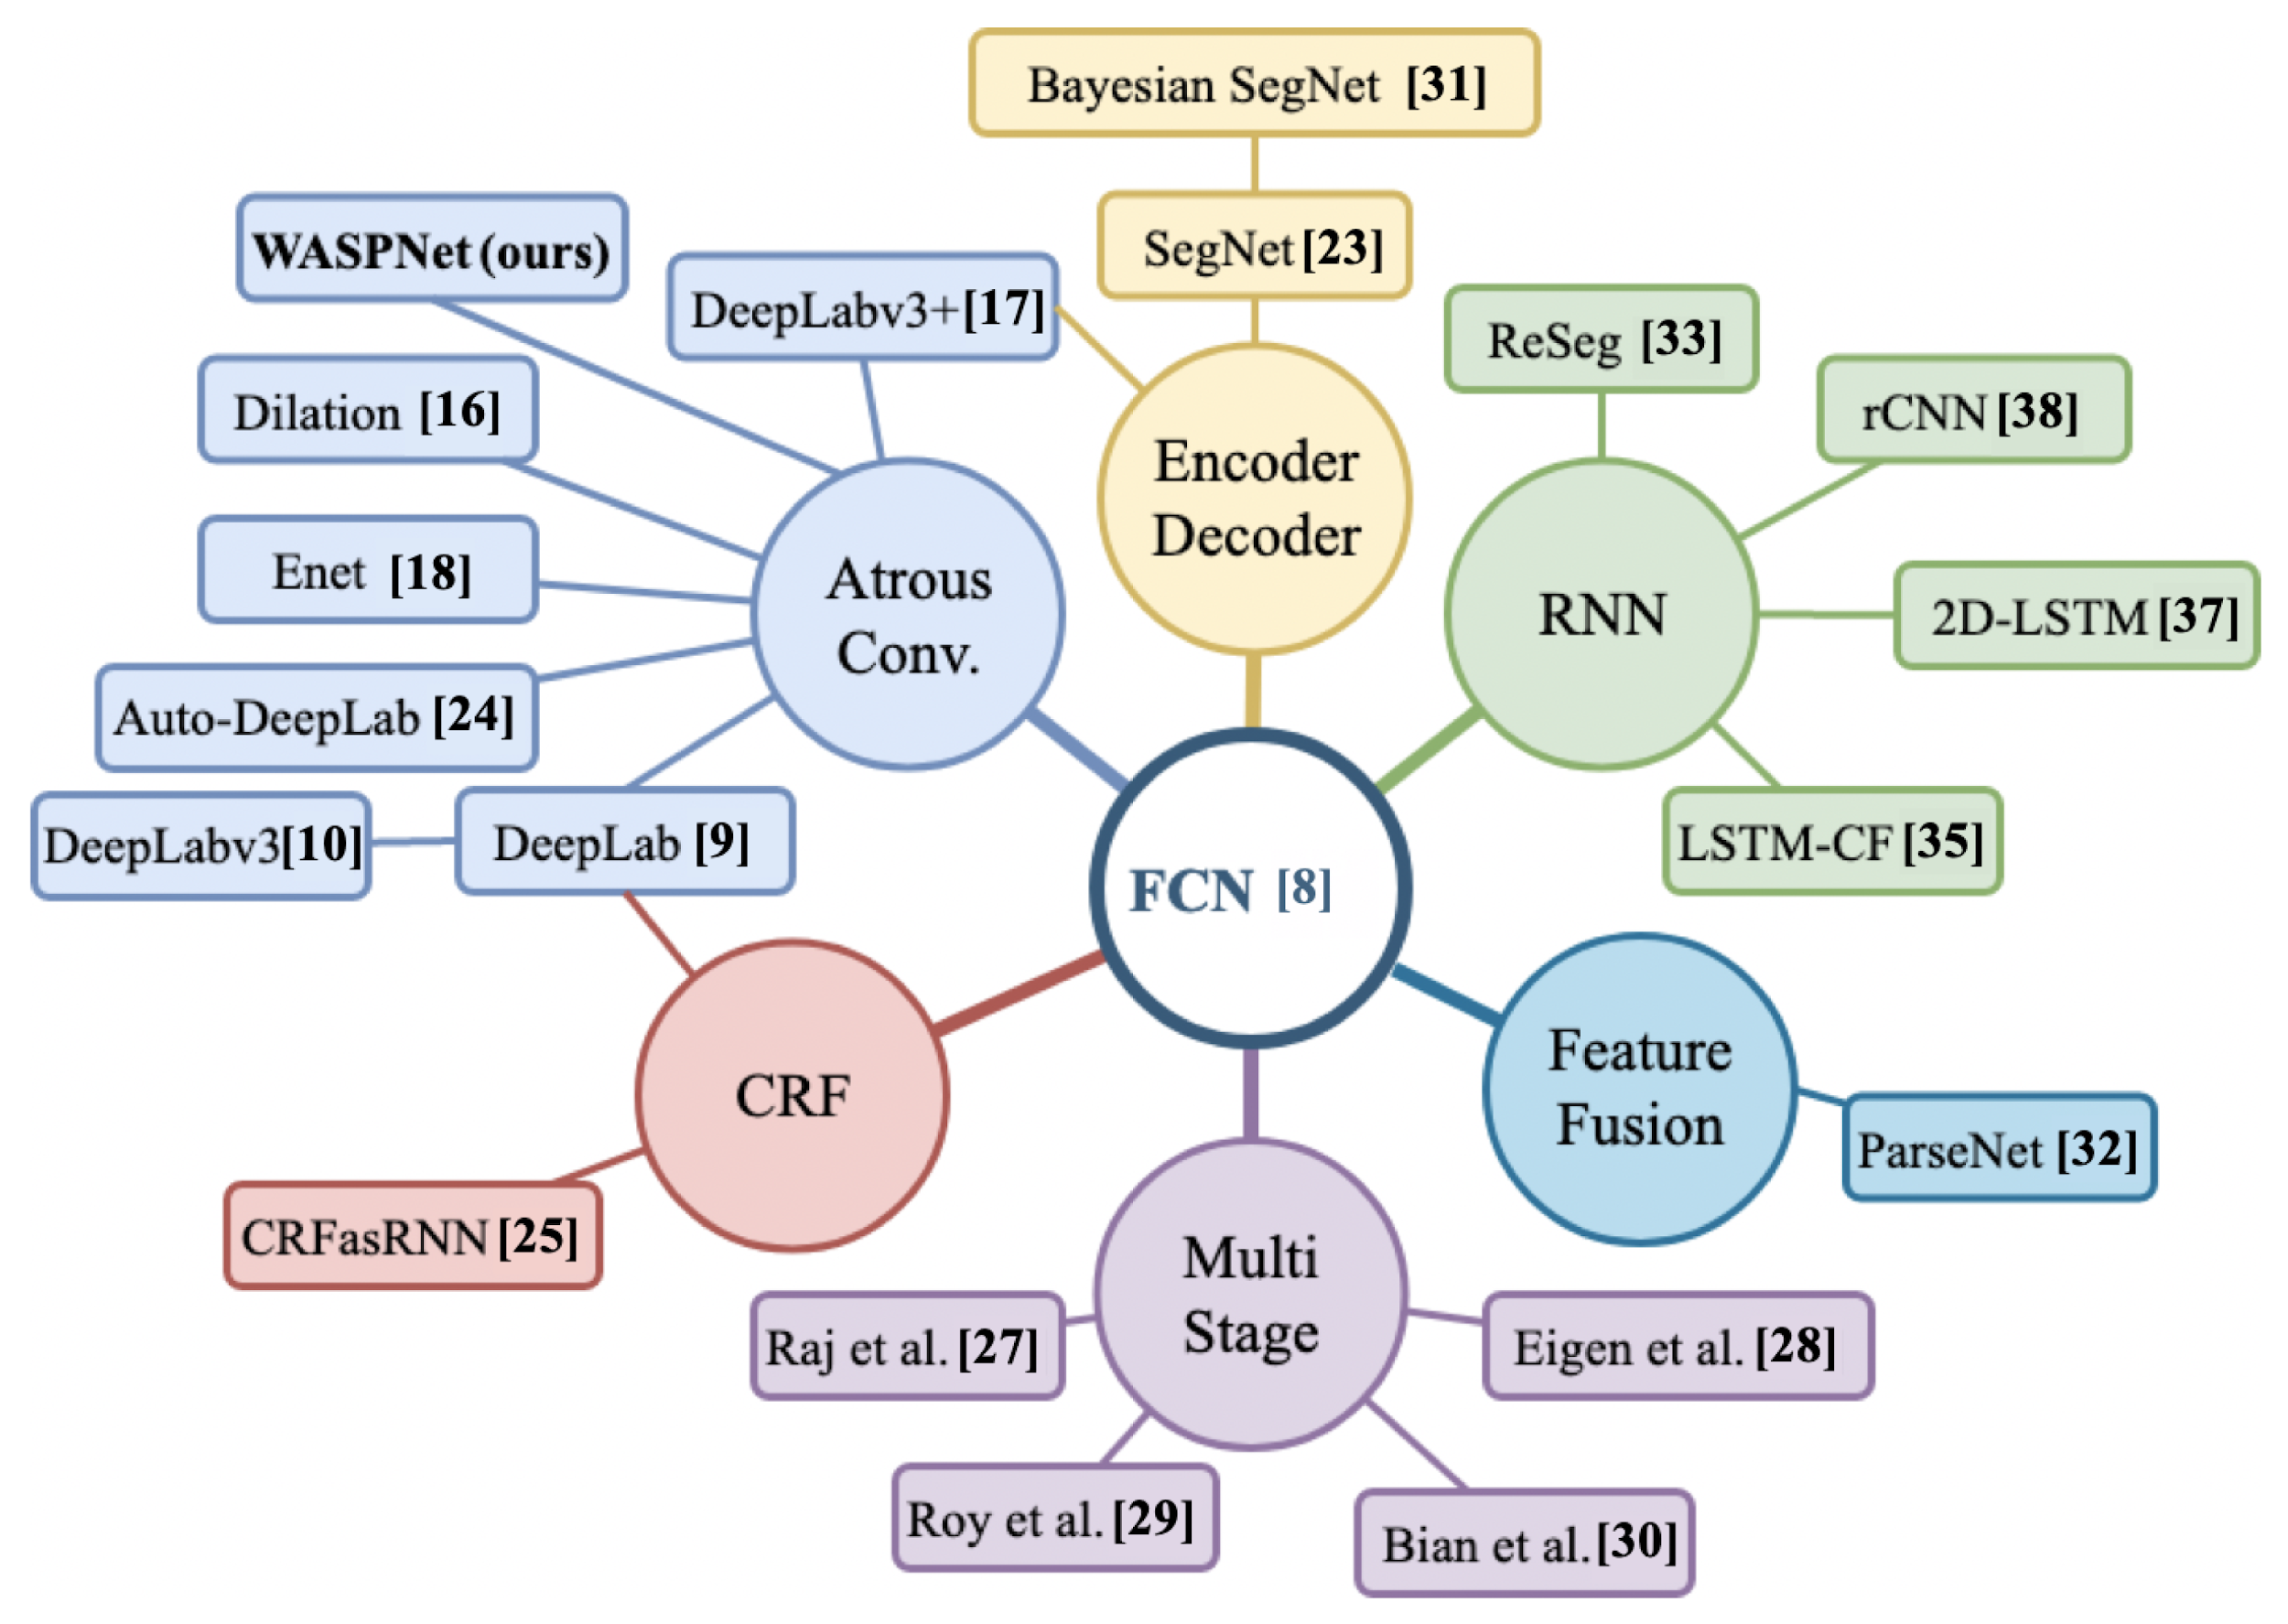 Bayesian SegNet [31]
WASPNet (ours)
SegNet [23]
DeepLabv3+[17]
ReSeg [33]
rCNN [38]
Dilation [16]
Encoder
Decoder
Enet [18]
Atrous
Conv.
RNN
2D-LSTM [37]
Auto-DeepLab [24]
DeepLabv3[10]
DeepLab [9]
LSTM-CF [35]
FCN [8]
CRF
Feature
Fusion
ParseNet [32]
CRFasRNN [25]
Multi
Stage
Raj et al. [27]
Eigen et al. [28]
Roy et al. [29]
Bian et al. [30]